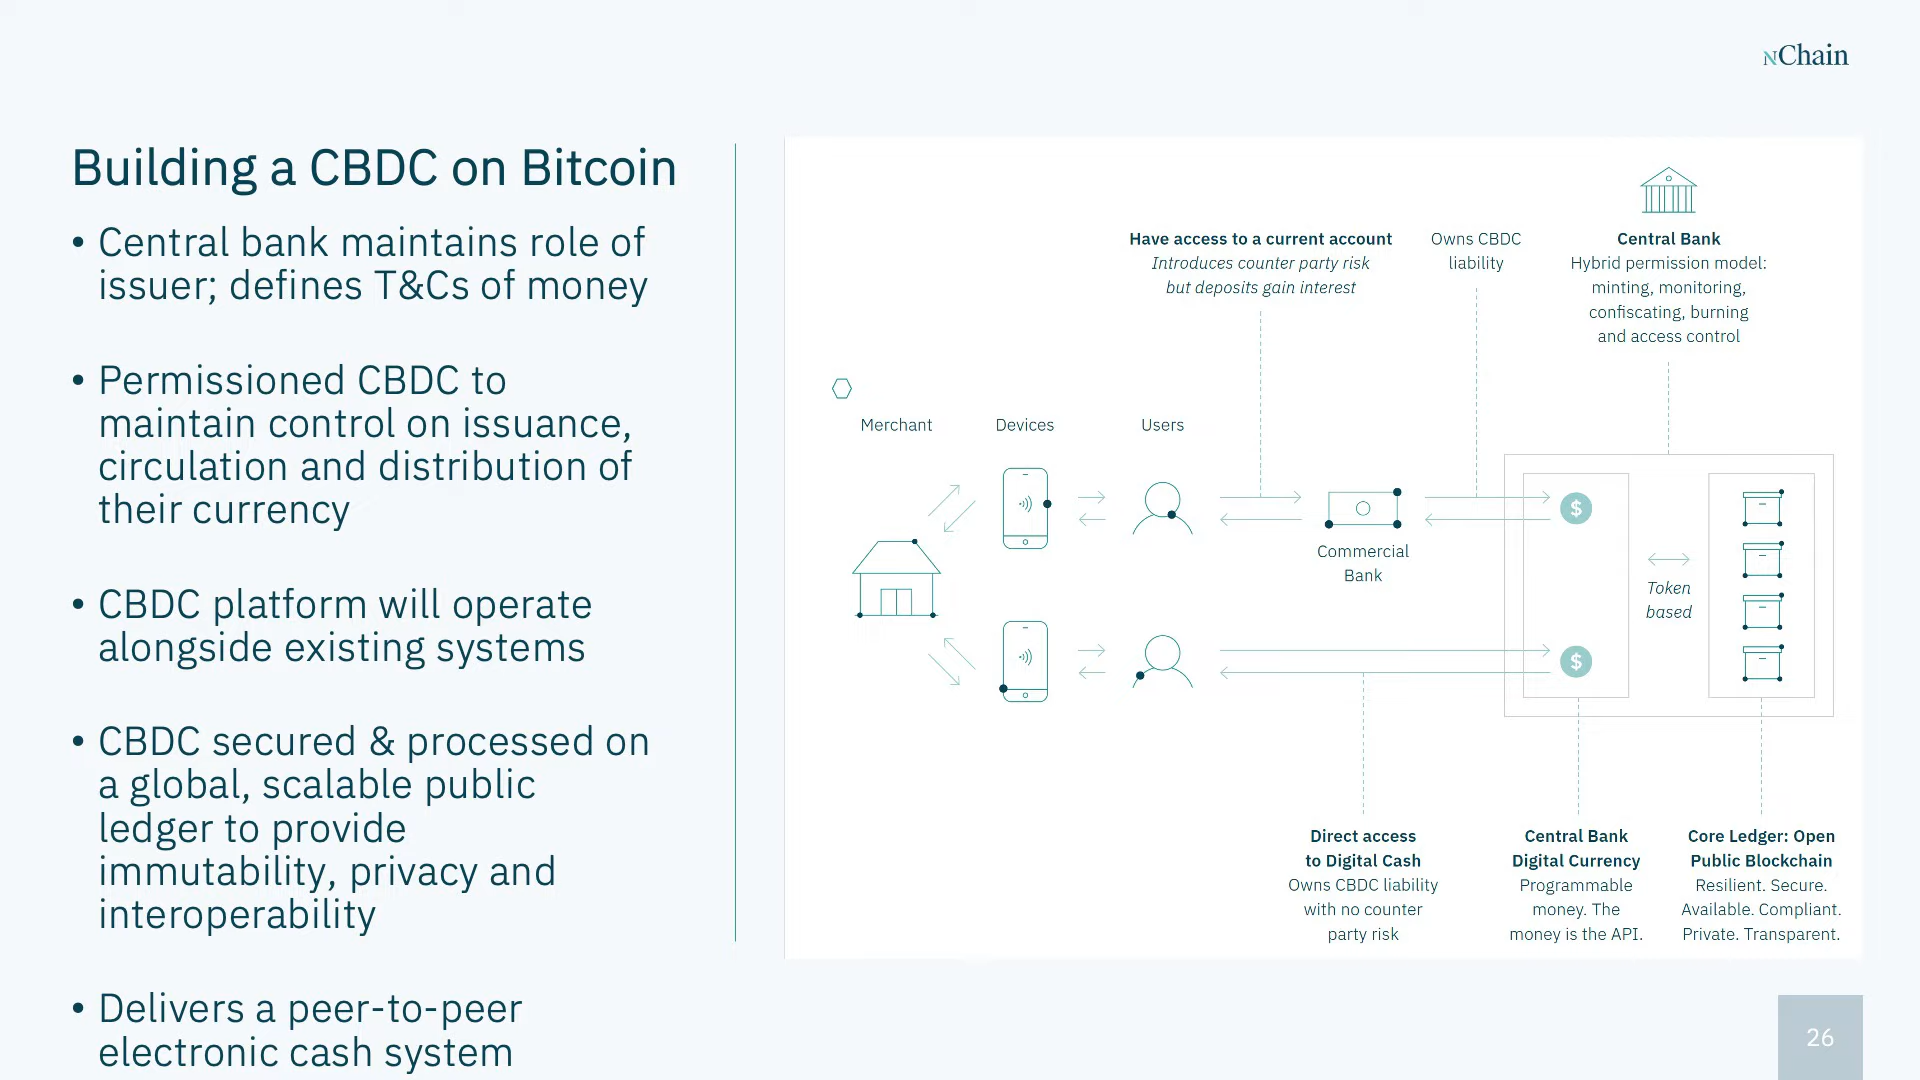 nChain
Building a CBDC on Bitcoin
• Central bank maintains role of
issuer; defines T&Cs of money
• Permissioned CBDC to
maintain control on issuance,
circulation and distribution of
their currency
• CBDC platform will operate
alongside existing systems
• CBDC secured & processed on
a global, scalable public
ledger to provide
immutability, privacy and
interoperability
• Delivers a peer-to-peer
electronic cash system
Have access to a current account
Introduces counter party risk
but deposits gain interest
Owns CBDC
liability
Central Bank
Hybrid permission model:
minting, monitoring,
confiscating, burning
and access control
Merchant
Devices
Users
$
Commercial
Bank
Token
based
$
Direct access
to Digital Cash
Owns CBDC liability
with no counter
party risk
Central Bank
Digital Currency
Programmable
money. The
money is the API.
Core Ledger: Open
Public Blockchain
Resilient. Secure.
Available. Compliant.
Private. Transparent.
26